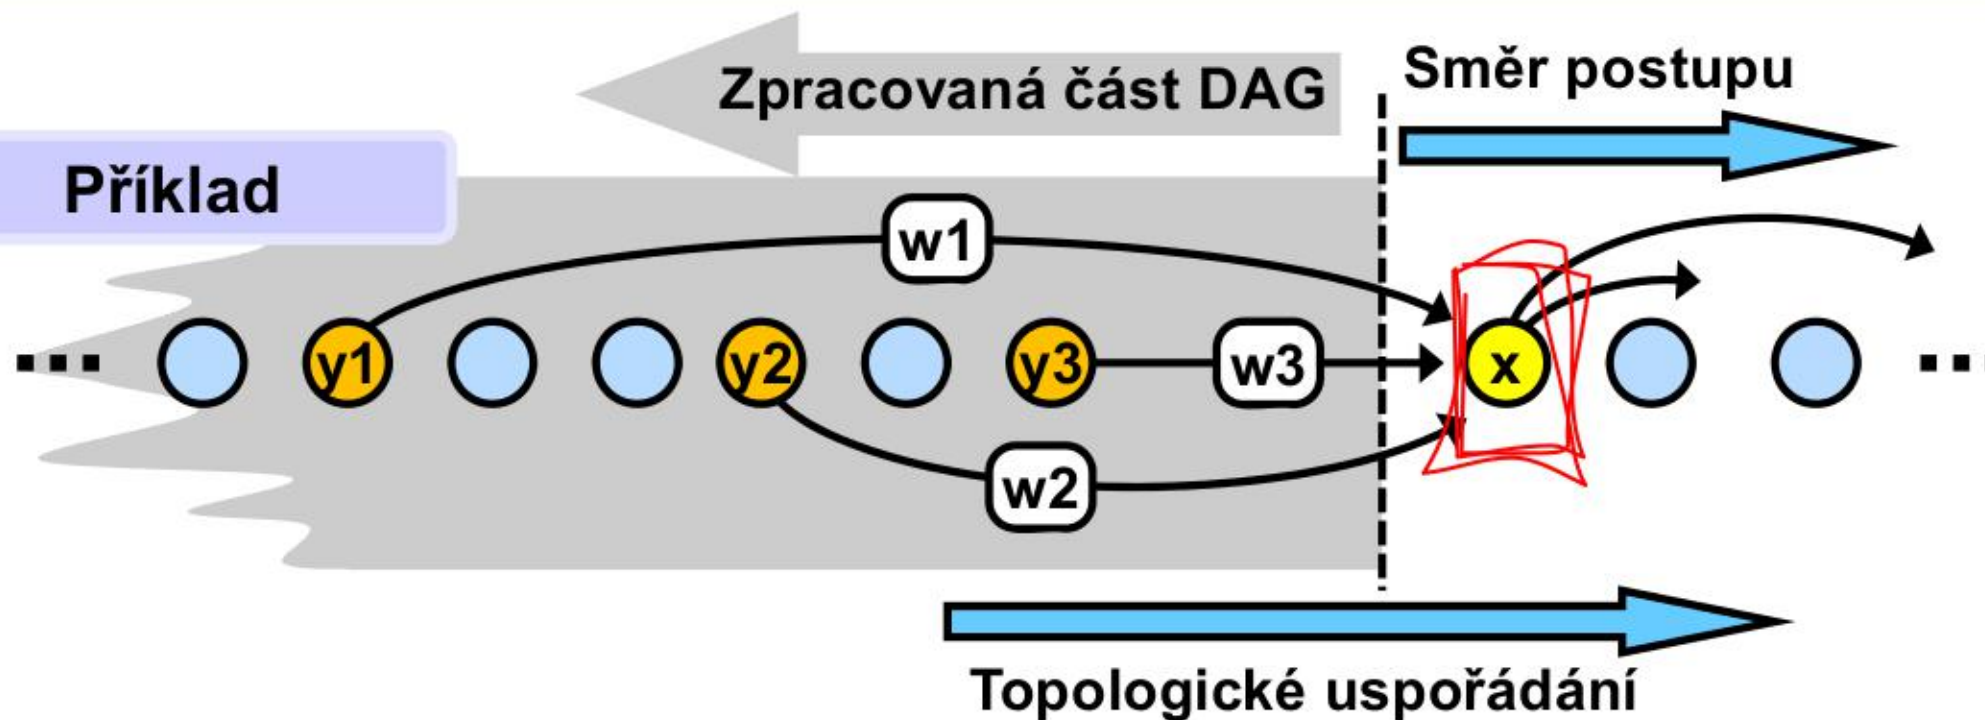 Zpracovaná část DAG
Směr postupu
Příklad
w1
y1
y2
y3
w3
x
w2
Topologické uspořádání